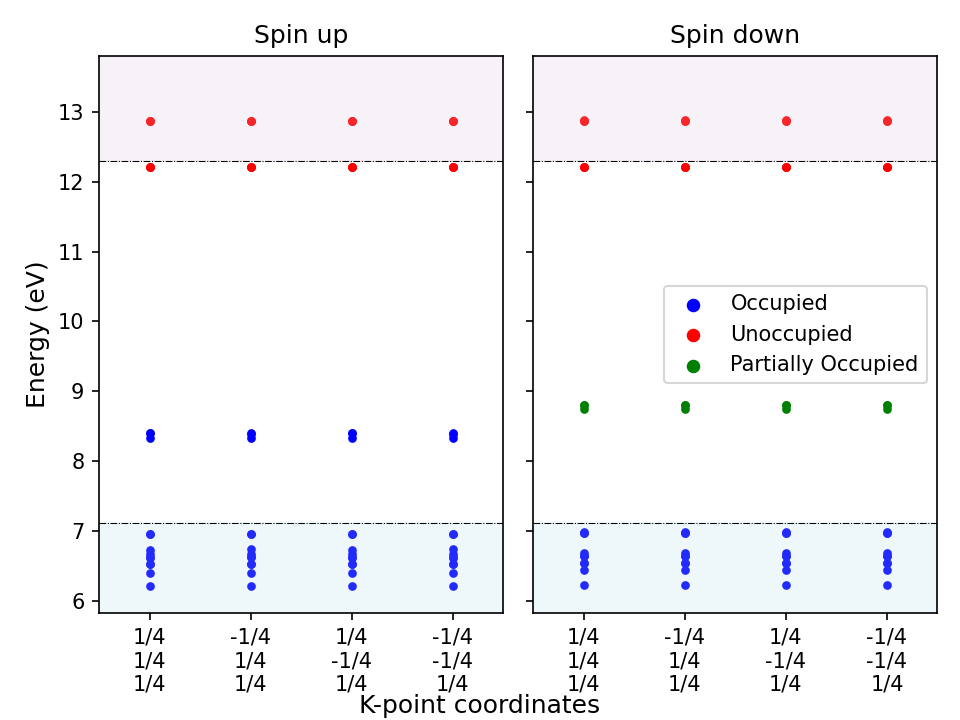 Spin up
Spin down
Energy (eV)
13
12
11
10
9
8
7
6
Occupied
Unoccupied
Partially Occupied
1/4 -1/4 1/4 -1/4
1/4 1/4 -1/4 -1/4
1/4 1/4 1/4 1/4
1/4 -1/4 1/4 -1/4
1/4 1/4 -1/4 -1/4
1/4 1/4 1/4 1/4
K-point coordinates